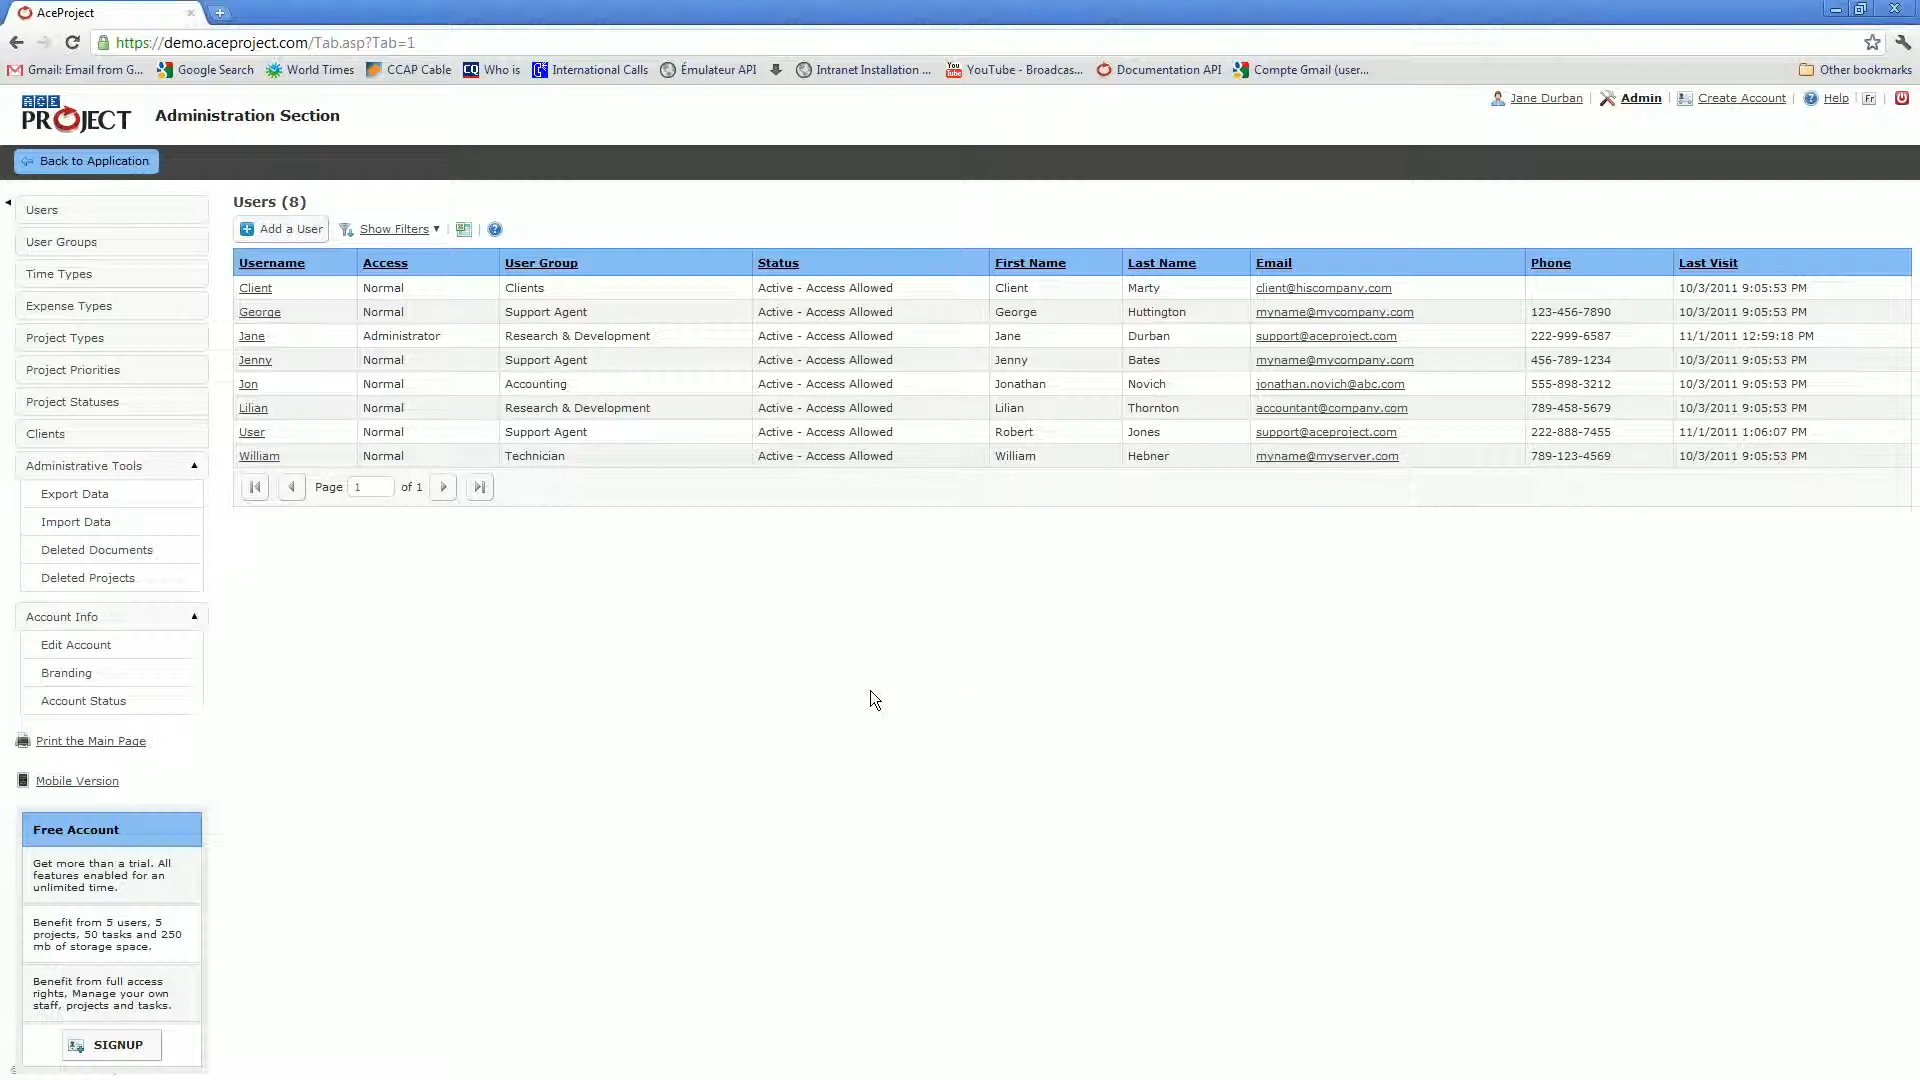 AceProject
https://demo.aceproject.com/Tab.asp?Tab=1
Gmail: Email from G... Google Search World Times CCAP Cable CQ Who is International Calls Émulateur API Intranet Installation ... YouTube - Broadcas... Documentation API Compte Gmail (user... Other bookmarks
ACE PROJECT
Administration Section
Jane Durban | Admin | Create Account | Help | Fr |
Back to Application
Users
User Groups
Time Types
Expense Types
Project Types
Project Priorities
Project Statuses
Clients
Administrative Tools
Export Data
Import Data
Deleted Documents
Deleted Projects
Account Info
Edit Account
Branding
Account Status
Print the Main Page
Mobile Version
Free Account
Get more than a trial. All
features enabled for an
unlimited time.
Benefit from 5 users, 5
projects, 50 tasks and 250
mb of storage space.
Benefit from full access
rights, Manage your own
staff, projects and tasks.
SIGNUP
Users (8)
Add a User Show Filters
Username Access User Group Status First Name Last Name Email Phone Last Visit
Client Normal Clients Active - Access Allowed Client Marty client@hiscompany.com 10/3/2011 9:05:53 PM
George Normal Support Agent Active - Access Allowed George Huttington myname@mycompany.com 123-456-7890 10/3/2011 9:05:53 PM
Jane Administrator Research & Development Active - Access Allowed Jane Durban support@aceproject.com 222-999-6587 11/1/2011 12:59:18 PM
Jenny Normal Support Agent Active - Access Allowed Jenny Bates myname@mycompany.com 456-789-1234 10/3/2011 9:05:53 PM
Jon Normal Accounting Active - Access Allowed Jonathan Novich jonathan.novich@abc.com 555-898-3212 10/3/2011 9:05:53 PM
Lilian Normal Research & Development Active - Access Allowed Lilian Thornton accountant@company.com 789-458-5679 10/3/2011 9:05:53 PM
User Normal Support Agent Active - Access Allowed Robert Jones support@aceproject.com 222-888-7455 11/1/2011 1:06:07 PM
William Normal Technician Active - Access Allowed William Hebner myname@myserver.com 789-123-4569 10/3/2011 9:05:53 PM
Page 1 of 1